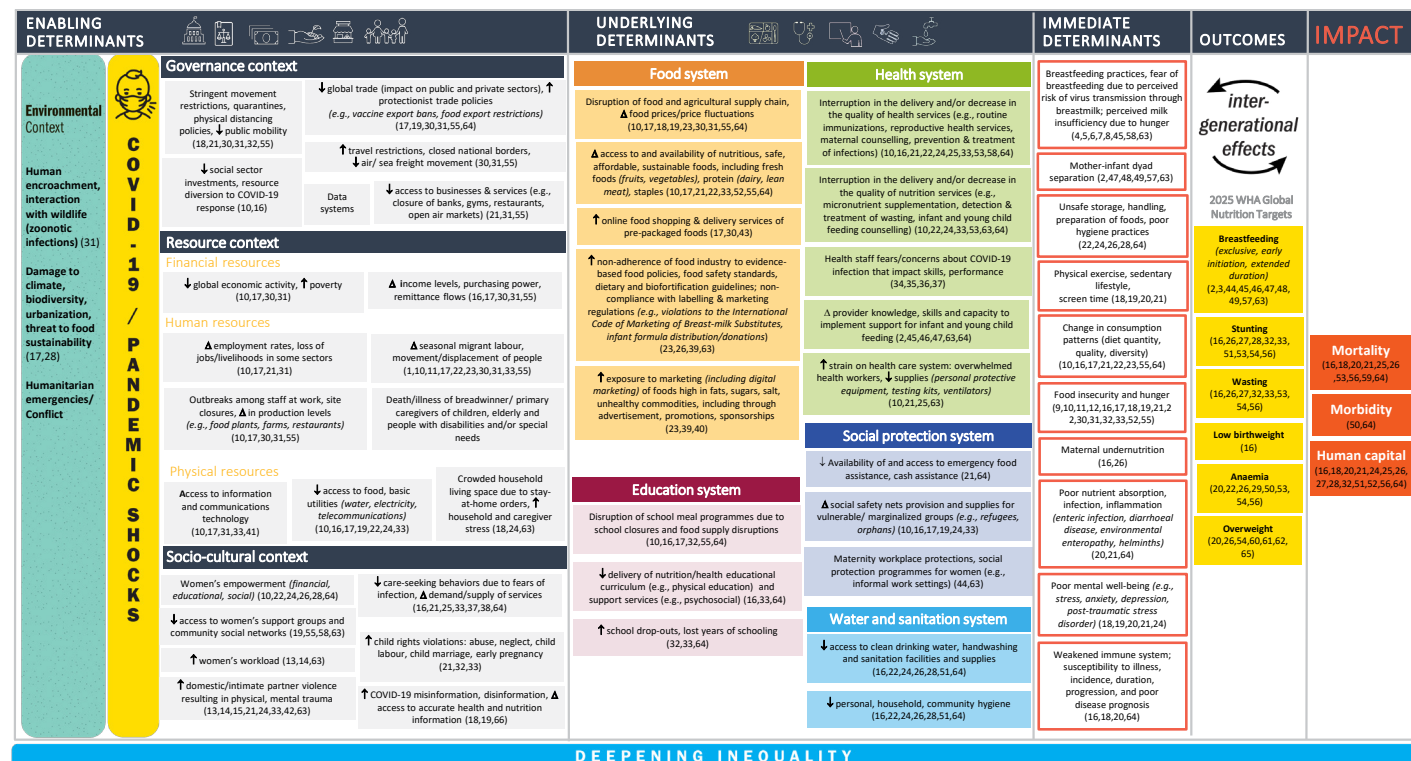 ENABLING
DETERMINANTS
UNDERLYING
DETERMINANTS
IMMEDIATE
DETERMINANTS
OUTCOMES
IMPACT
Environmental
Context
Human
encroachment,
interaction
with wildlife
(zoonotic
infections) (31)
Damage to
climate,
biodiversity,
urbanization,
threat to food
sustainability
(17,28)
Humanitarian
emergencies/
Conflict
COVID-19 / PANDEMIC SHOCKS
Governance context
Stringent movement
restrictions, quarantines,
physical distancing
policies, ↓public mobility
(18,21,30,31,32,55)
↓global trade (impact on public and private sectors), ↑
protectionist trade policies
(e.g., vaccine export bans, food export restrictions)
(17,19,30,31,55,64)
↑travel restrictions, closed national borders,
↓air/ sea freight movement (30,31,55)
↓social sector
investments, resource
diversion to COVID-19
response (10,16)
Data
systems
↓access to businesses & services (e.g.,
closure of banks, gyms, restaurants,
open air markets) (21,31,55)
Resource context
Financial resources
↓global economic activity, ↑ poverty
(10,17,30,31)
Δ income levels, purchasing power,
remittance flows (16,17,30,31,55)
Human resources
Δ employment rates, loss of
jobs/livelihoods in some sectors
(10,17,21,31)
Δ seasonal migrant labour,
movement/displacement of people
(1,10,11,17,22,23,30,31,33,55)
Outbreaks among staff at work, site
closures, Δ in production levels
(e.g., food plants, farms, restaurants)
(10,17,30,31,55)
Death/illness of breadwinner/ primary
caregivers of children, elderly and
people with disabilities and/or special
needs
Physical resources
Access to information
and communications
technology
(10,17,31,33,41)
↓access to food, basic
utilities (water, electricity,
telecommunications)
(10,16,17,19,22,24,33)
Crowded household
living space due to stay-
at-home orders, ↑
household and caregiver
stress (18,24,63)
Socio-cultural context
Women's empowerment (financial,
educational, social) (10,22,24,26,28,64)
↓access to women's support groups and
community social networks (19,55,58,63)
↑women's workload (13,14,63)
↑domestic/intimate partner violence
resulting in physical, mental trauma
(13,14,15,21,24,33,42,63)
↓care-seeking behaviors due to fears of
infection, Δ demand/supply of services
(16,21,25,33,37,38,64)
↑child rights violations: abuse, neglect, child
labour, child marriage, early pregnancy
(21,32,33)
↑COVID-19 misinformation, disinformation, Δ
access to accurate health and nutrition
information (18,19,66)
Food system
Disruption of food and agricultural supply chain,
Δ food prices/price fluctuations
(10,17,18,19,23,30,31,55,64)
Δ access to and availability of nutritious, safe,
affordable, sustainable foods, including fresh
foods (fruits, vegetables), protein (dairy, lean
meat), staples (10,17,21,22,33,52,55,64)
↑online food shopping & delivery services of
pre-packaged foods (17,30,43)
↑non-adherence of food industry to evidence-
based food policies, food safety standards,
dietary and biofortification guidelines; non-
compliance with labelling & marketing
regulations (e.g., violations to the International
Code of Marketing of Breast-milk Substitutes,
infant formula distribution/donations)
(23,26,39,63)
↑exposure to marketing (including digital
marketing) of foods high in fats, sugars, salt,
unhealthy commodities, including through
advertisement, promotions, sponsorships
(23,39,40)
Education system
Disruption of school meal programmes due to
school closures and food supply disruptions
(10,16,17,32,55,64)
↓delivery of nutrition/health educational
curriculum (e.g., physical education) and
support services (e.g., psychosocial) (16,33,64)
↑school drop-outs, lost years of schooling
(32,33,64)
Health system
Interruption in the delivery and/or decrease in
the quality of health services (e.g., routine
immunizations, reproductive health services,
maternal counselling, prevention & treatment
of infections) (10,16,21,22,24,25,33,53,58,64)
Interruption in the delivery and/or decrease in
the quality of nutrition services (e.g.,
micronutrient supplementation, detection &
treatment of wasting, infant and young child
feeding counselling) (10,22,24,33,53,63,64)
Health staff fears/concerns about COVID-19
infection that impact skills, performance
(34,35,36,37)
Δ provider knowledge, skills and capacity to
implement support for infant and young child
feeding (2,45,46,47,63,64)
↑strain on health care system: overwhelmed
health workers, ↓supplies (personal protective
equipment, testing kits, ventilators)
(10,21,25,63)
Social protection system
↓ Availability of and access to emergency food
assistance, cash assistance (21,64)
Δ social safety nets provision and supplies for
vulnerable/ marginalized groups (e.g., refugees,
orphans) (10,16,17,19,24,33)
Maternity workplace protections, social
protection programmes for women (e.g.,
informal work settings) (44,63)
Water and sanitation system
↓access to clean drinking water, handwashing
and sanitation facilities and supplies
(16,22,24,26,28,51,64)
↓personal, household, community hygiene
(16,22,24,26,28,51,64)
Breastfeeding practices, fear of
breastfeeding due to perceived
risk of virus transmission through
breastmilk; perceived milk
insufficiency due to hunger
(4,5,6,7,8,45,58,63)
Mother-infant dyad
separation (2,47,48,49,57,63)
Unsafe storage, handling,
preparation of foods, poor
hygiene practices
(22,24,26,28,64)
Physical exercise, sedentary
lifestyle,
screen time (18,19,20,21)
Change in consumption
patterns (diet quantity,
quality, diversity)
(10,16,17,21,22,23,55,64)
Food insecurity and hunger
(9,10,11,12,16,17,18,19,21,2
2,30,31,32,33,52,55)
Maternal undernutrition
(16,26)
Poor nutrient absorption,
infection, inflammation
(enteric infection, diarrhoeal
disease, environmental
enteropathy, helminths)
(20,21,64)
Poor mental well-being (e.g.,
stress, anxiety, depression,
post-traumatic stress
disorder) (18,19,20,21,24)
Weakened immune system;
susceptibility to illness,
incidence, duration,
progression, and poor
disease prognosis
(16,18,20,64)
inter-
generational
effects
2025 WHA Global
Nutrition Targets
Breastfeeding
(exclusive, early
initiation, extended
duration)
(2,3,44,45,46,47,48,
49,57,63)
Stunting
(16,26,27,28,32,33,
51,53,54,56)
Wasting
(16,26,27,32,33,53,
54,56)
Low birthweight
(16)
Anaemia
(20,22,26,29,50,53,
54,56)
Overweight
(20,26,54,60,61,62,
65)
Mortality
(16,18,20,21,25,26
,53,56,59,64)
Morbidity
(50,64)
Human capital
(16,18,20,21,24,25,26,
27,28,32,51,52,56,64)
DEEPENING INEQUALITY